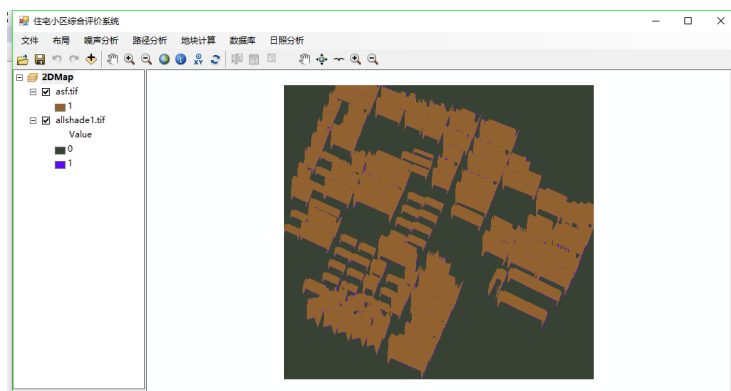 住宅小区综合评价系统
文件 布局 噪声分析 路径分析 地块计算 数据库 日照分析
2DMap
asf.tif
1
allshade1.tif
Value
0
1